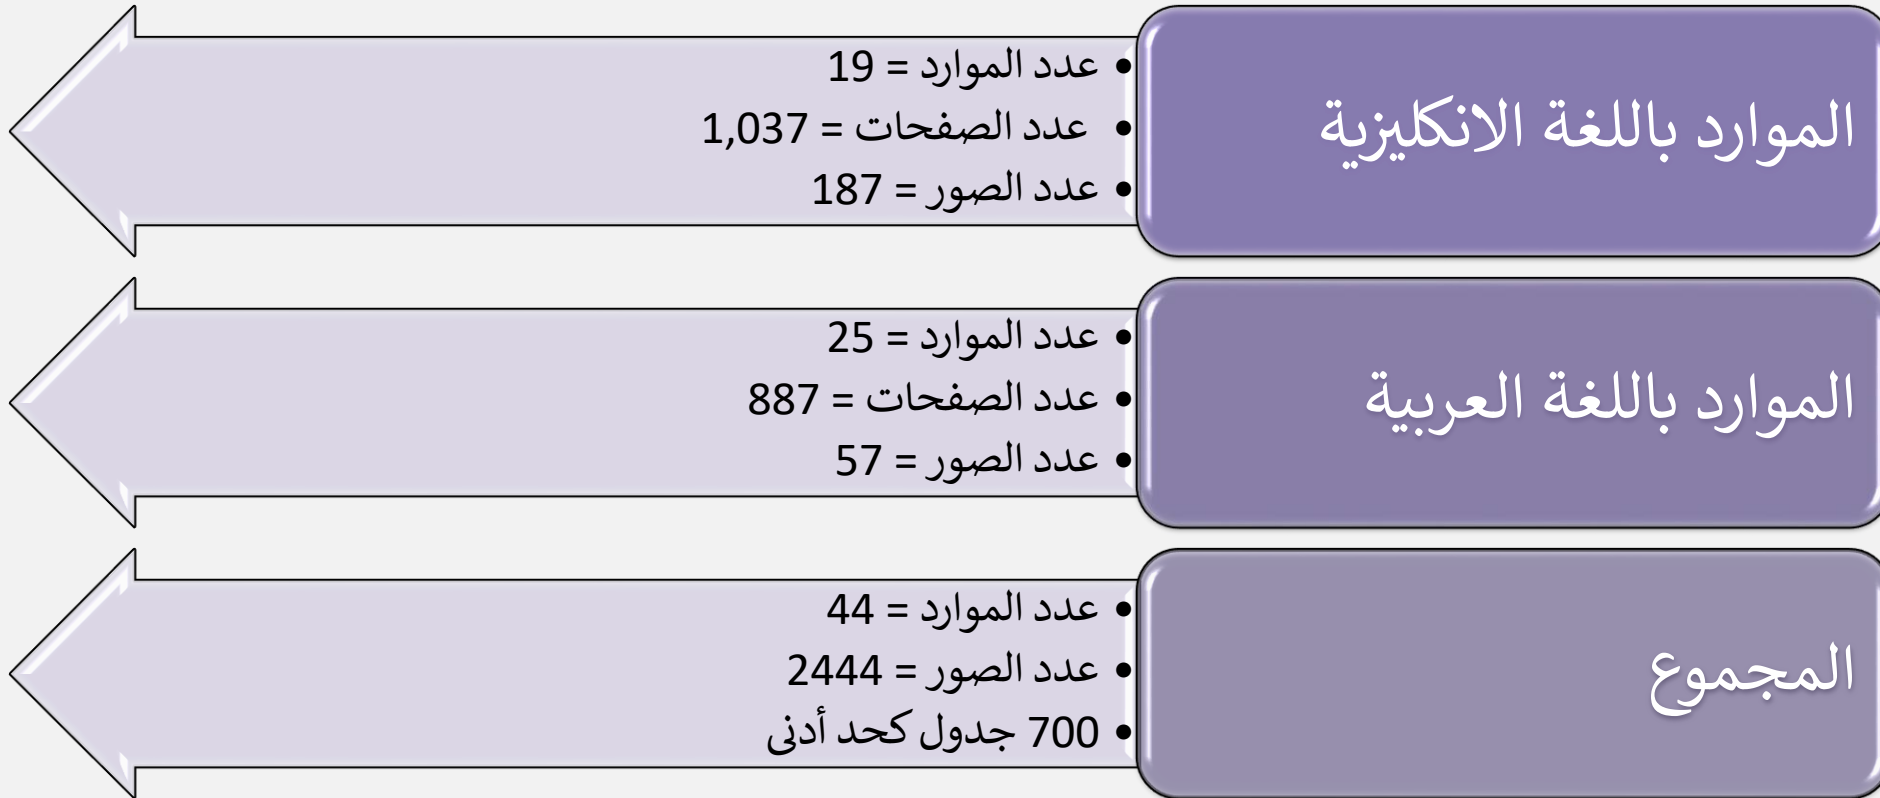 الموارد باللغة الانكليزية
• عدد الموارد = 19
• عدد الصفحات = 1,037
• عدد الصور = 187
الموارد باللغة العربية
• عدد الموارد = 25
• عدد الصفحات = 887
• عدد الصور = 57
المجموع
• عدد الموارد = 44
• عدد الصور = 2444
• 700 جدول كحد أدنى